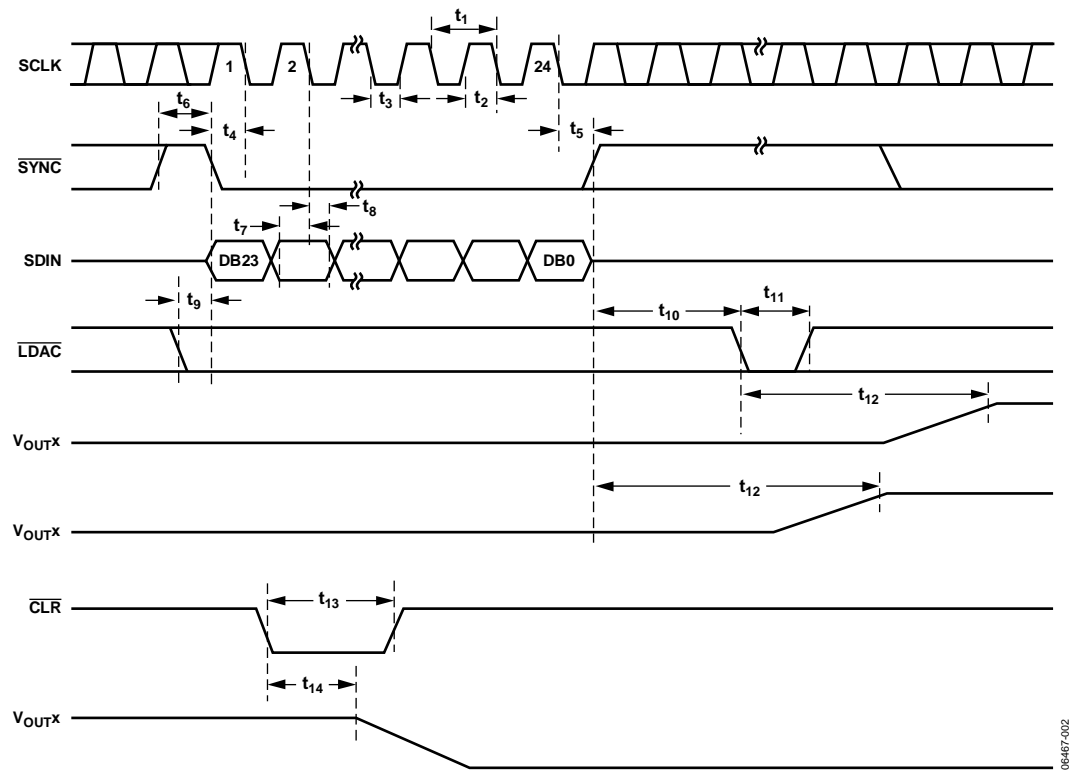 t1
SCLK
1
2
24
t6
t4
t3
t2
t5
SYNC
t7
t8
SDIN
DB23
DB0
t9
t10
t11
LDAC
t12
VOUTx
t12
VOUTx
CLR
t13
t14
VOUTx
06467-002